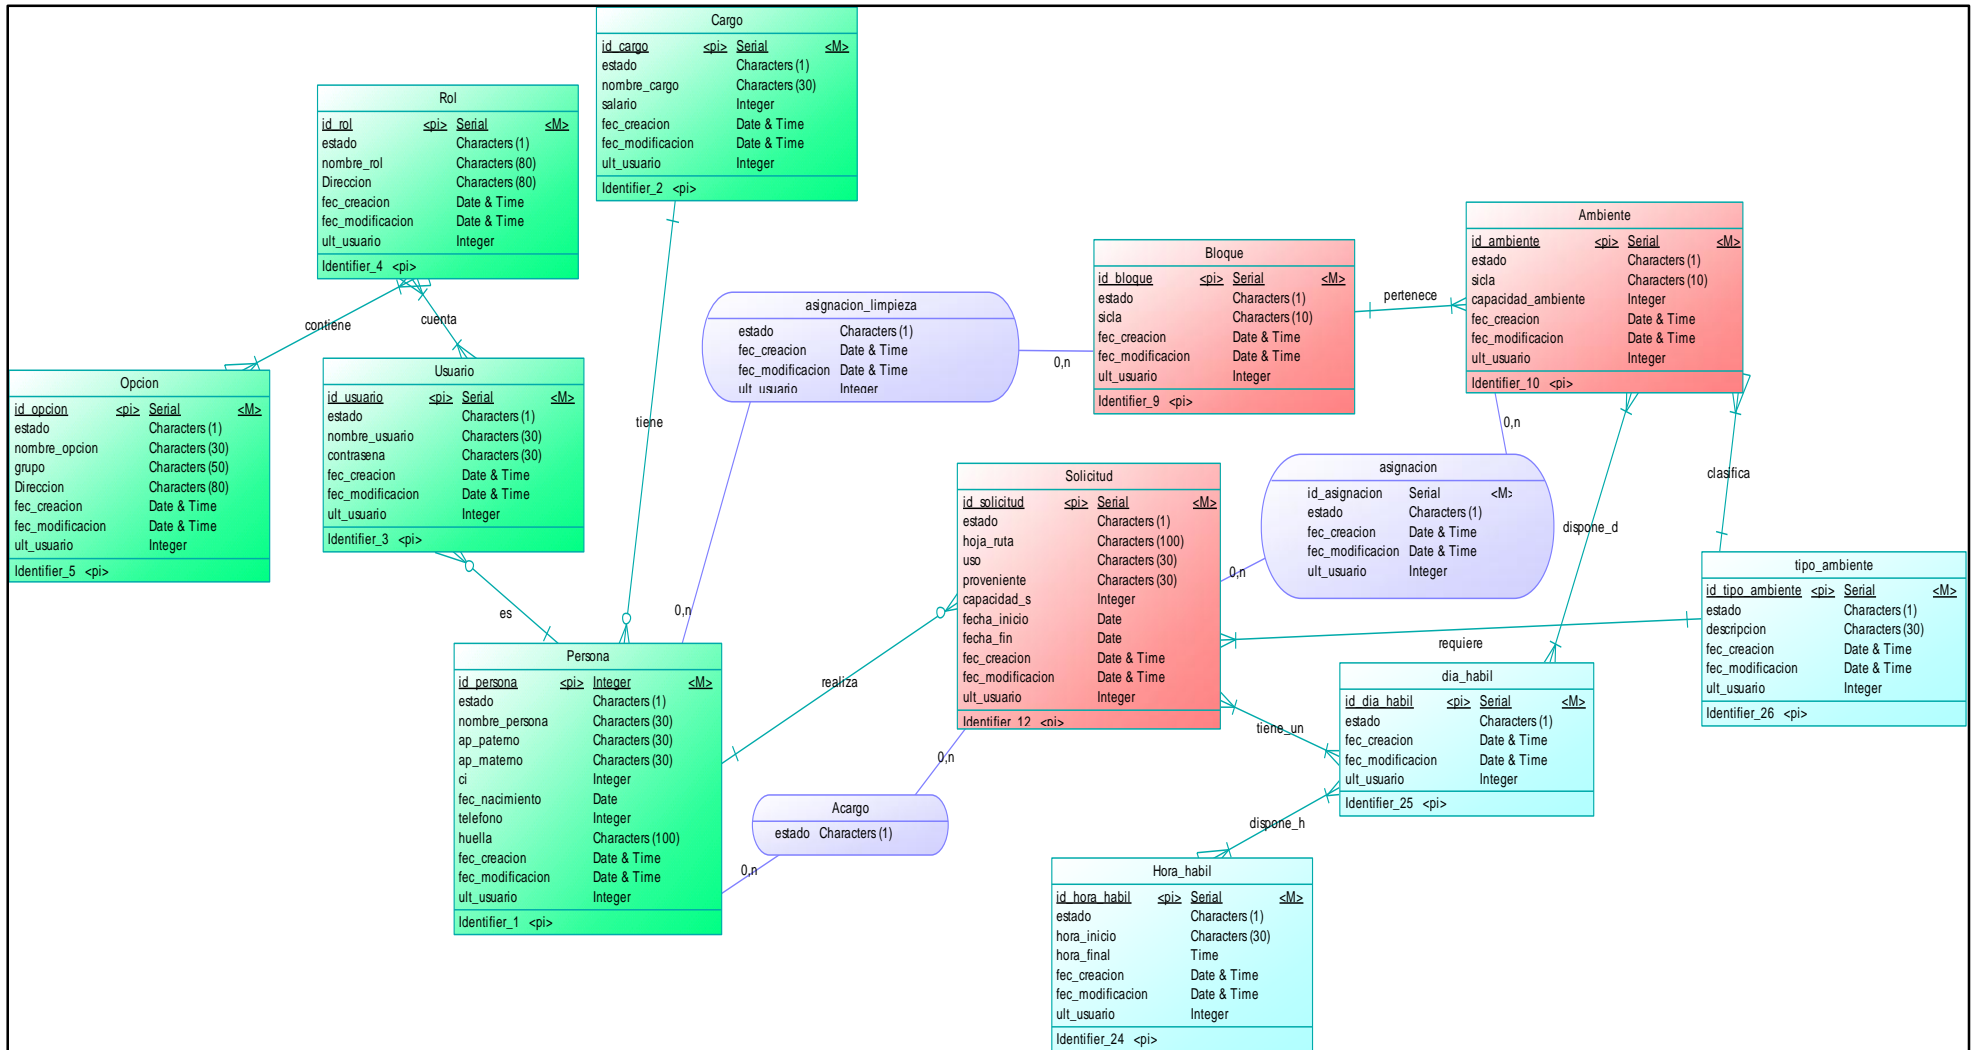 Cargo
id_cargo <pi> Serial <M>
estado Characters (1)
nombre_cargo Characters (30)
salario Integer
fec_creacion Date & Time
fec_modificacion Date & Time
ult_usuario Integer
Identifier_2 <pi>
Rol
id_rol <pi> Serial <M>
estado Characters (1)
nombre_rol Characters (80)
Direccion Characters (80)
fec_creacion Date & Time
fec_modificacion Date & Time
ult_usuario Integer
Identifier_4 <pi>
contiene
cuenta
tiene
Opcion
id_opcion <pi> Serial <M>
estado Characters (1)
nombre_opcion Characters (30)
grupo Characters (50)
Direccion Characters (80)
fec_creacion Date & Time
fec_modificacion Date & Time
ult_usuario Integer
Identifier_5 <pi>
Usuario
id_usuario <pi> Serial <M>
estado Characters (1)
nombre_usuario Characters (30)
contrasena Characters (30)
fec_creacion Date & Time
fec_modificacion Date & Time
ult_usuario Integer
Identifier_3 <pi>
es
asignacion_limpieza
estado Characters (1)
fec_creacion Date & Time
fec_modificacion Date & Time
ult_usuario Integer
0,n
0,n
Bloque
id_bloque <pi> Serial <M>
estado Characters (1)
sicla Characters (10)
fec_creacion Date & Time
fec_modificacion Date & Time
ult_usuario Integer
Identifier_9 <pi>
pertenece
Ambiente
id_ambiente <pi> Serial <M>
estado Characters (1)
sicla Characters (10)
capacidad_ambiente Integer
fec_creacion Date & Time
fec_modificacion Date & Time
ult_usuario Integer
Identifier_10 <pi>
0,n
clasifica
dispone_d
asignacion
id_asignacion Serial <M>
estado Characters (1)
fec_creacion Date & Time
fec_modificacion Date & Time
ult_usuario Integer
0,n
Solicitud
id_solicitud <pi> Serial <M>
estado Characters (1)
hoja_ruta Characters (100)
uso Characters (30)
proveniente Characters (30)
capacidad_s Integer
fecha_inicio Date
fecha_fin Date
fec_creacion Date & Time
fec_modificacion Date & Time
ult_usuario Integer
Identifier_12 <pi>
requiere
tiene_un
realiza
0,n
tipo_ambiente
id_tipo_ambiente <pi> Serial <M>
estado Characters (1)
descripcion Characters (30)
fec_creacion Date & Time
fec_modificacion Date & Time
ult_usuario Integer
Identifier_26 <pi>
Persona
id_persona <pi> Integer <M>
estado Characters (1)
nombre_persona Characters (30)
ap_paterno Characters (30)
ap_materno Characters (30)
ci Integer
fec_nacimiento Date
telefono Integer
huella Characters (100)
fec_creacion Date & Time
fec_modificacion Date & Time
ult_usuario Integer
Identifier_1 <pi>
Acargo
estado Characters (1)
0,n
dia_habil
id_dia_habil <pi> Serial <M>
estado Characters (1)
fec_creacion Date & Time
fec_modificacion Date & Time
ult_usuario Integer
Identifier_25 <pi>
dispone_h
Hora_habil
id_hora_habil <pi> Serial <M>
estado Characters (1)
hora_inicio Characters (30)
hora_final Time
fec_creacion Date & Time
fec_modificacion Date & Time
ult_usuario Integer
Identifier_24 <pi>